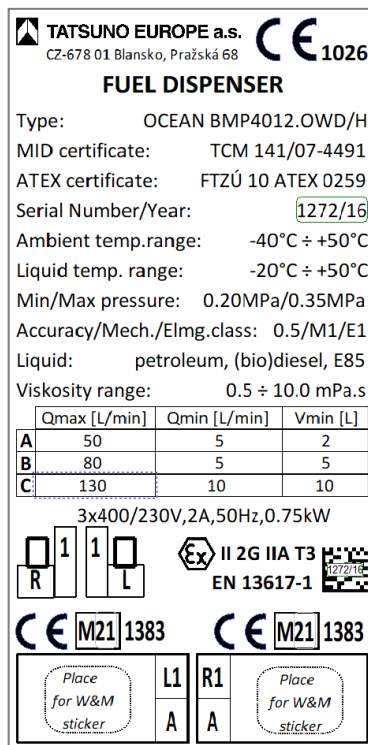 TATSUNO EUROPE a.s.
CZ-678 01 Blansko, Pražská 68
CE 1026
FUEL DISPENSER
Type: OCEAN BMP4012.OWD/H
MID certificate: TCM 141/07-4491
ATEX certificate: FTZÚ 10 ATEX 0259
Serial Number/Year: 1272/16
Ambient temp.range: -40°C ÷ +50°C
Liquid temp. range: -20°C ÷ +50°C
Min/Max pressure: 0.20MPa/0.35MPa
Accuracy/Mech./Elmg.class: 0.5/M1/E1
Liquid: petroleum, (bio)diesel, E85
Viskosity range: 0.5 ÷ 10.0 mPa.s
Qmax [L/min] Qmin [L/min] Vmin [L]
A 50 5 2
B 80 5 5
C 130 10 10
3x400/230V,2A,50Hz,0.75kW
R 1 1 L
Ex II 2G IIA T3
EN 13617-1
1272/16
CE M21 1383
CE M21 1383
Place
for W&M
sticker
L1
A
R1
A
Place
for W&M
sticker